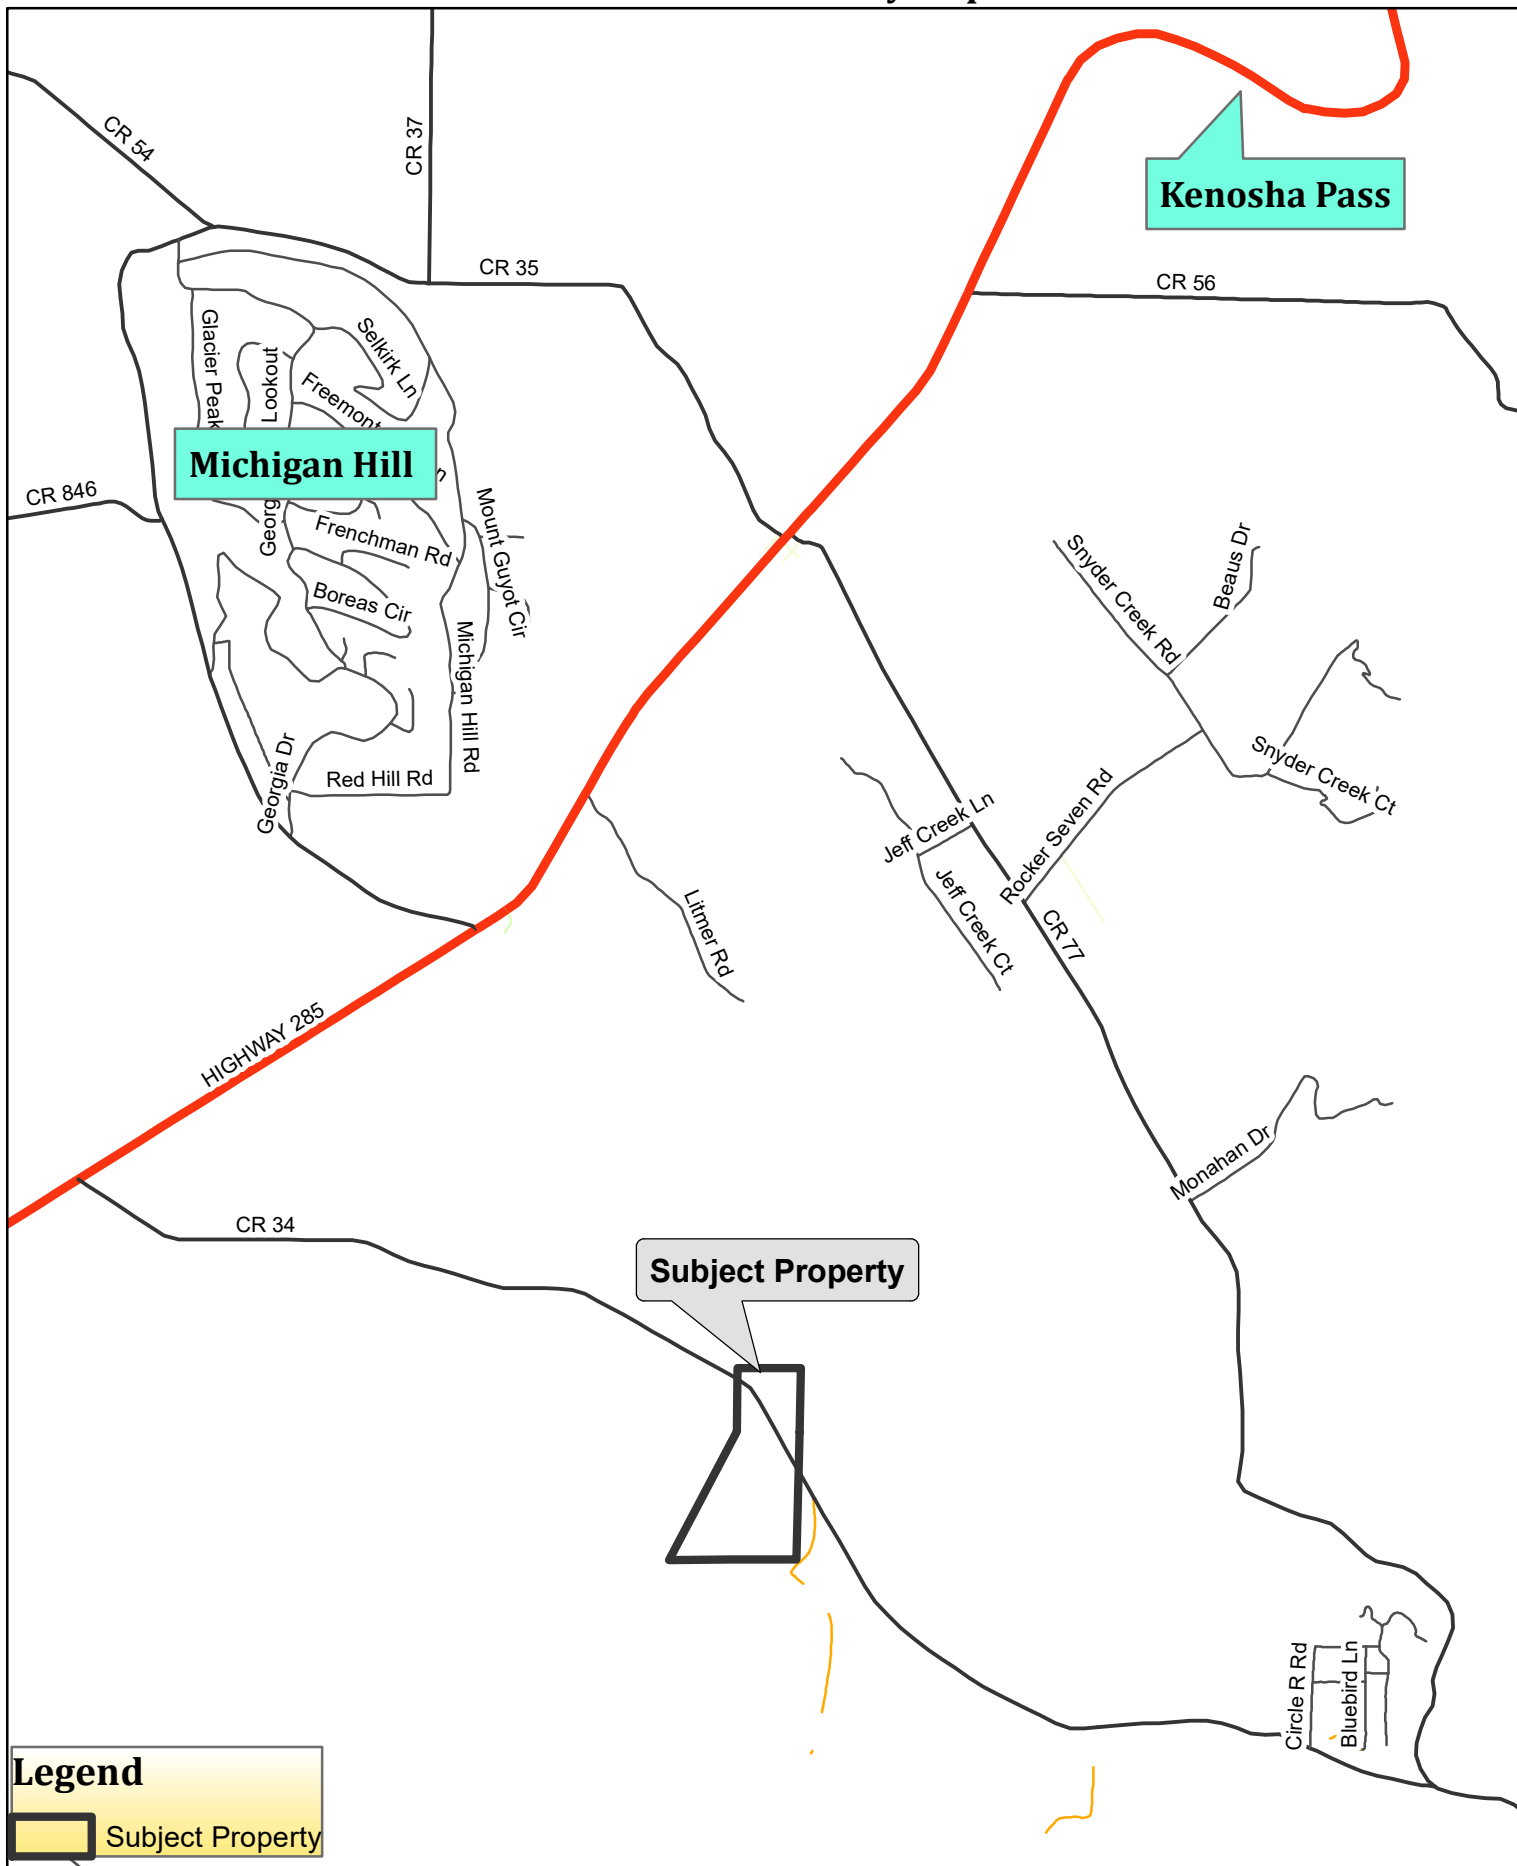 CR 54
CR 37
Kenosha Pass
CR 35
CR 56
Glacier Peak
Lookout
Selkirk Ln
Freemont
Michigan Hill
n
CR 846
Georg
Frenchman Rd
Mount Guyot Cir
Boreas Cir
Michigan Hill Rd
Snyder Creek Rd
Beaus Dr
Georgia Dr
Red Hill Rd
Snyder Creek Ct
Jeff Creek Ln
Rocker Seven Rd
Jeff Creek Ct
Litmer Rd
CR 77
HIGHWAY 285
Monahan Dr
CR 34
Subject Property
Circle R Rd
Bluebird Ln
Legend
Subject Property